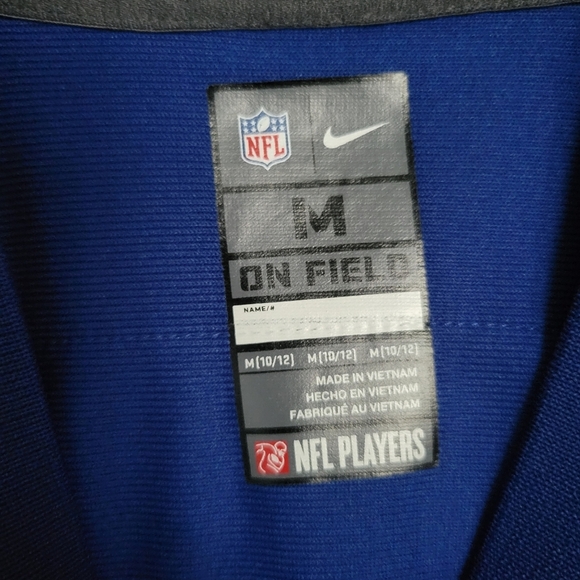 NFL
M
ON FIELD
NAME/#
M(10/12) M(10/12) M(10/12)
MADE IN VIETNAM
HECHO EN VIETNAM
FABRIQUÉ AU VIETNAM
NFL PLAYERS